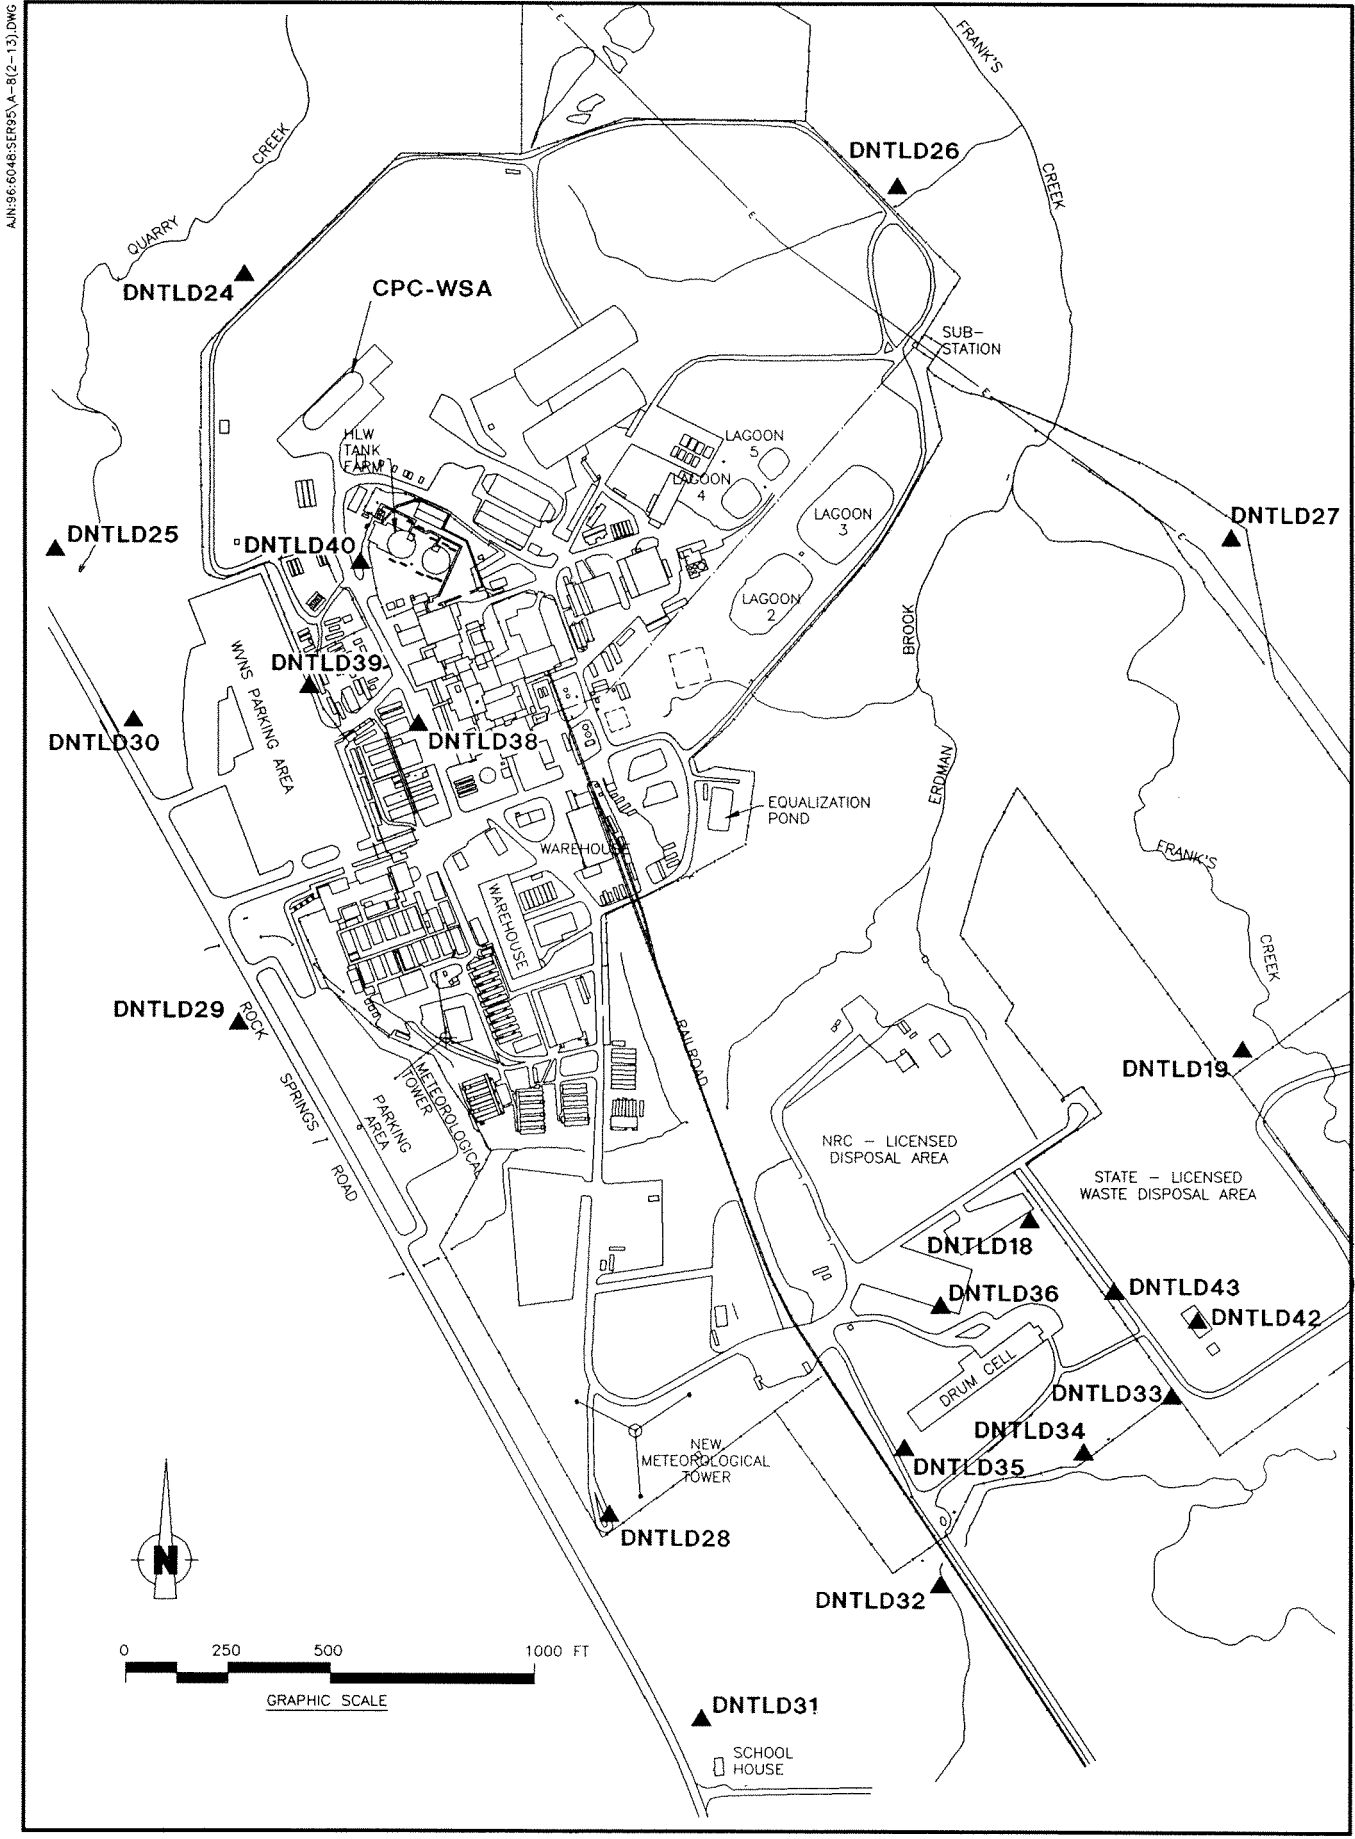 AJN:96:6048:SER95\A-8(2-13).DWG
FRANK'S
CREEK
QUARRY
CREEK
DNTLD26
DNTLD24
CPC-WSA
E
E
E
E
SUB-
STATION
HLW
TANK
FARM
LAGOON
5
LAGOON
4
LAGOON
3
LAGOON
2
DNTLD25
DNTLD40
DNTLD27
DNTLD39
WVNS PARKING AREA
BROOK
ERDMAN
DNTLD30
DNTLD38
EQUALIZATION
POND
WAREHOUSE
WAREHOUSE
FRANK'S
CREEK
DNTLD29
ROCK
SPRINGS
ROAD
PARKING
AREA
METEOROLOGICAL
TOWER
RAILROAD
DNTLD19
NRC – LICENSED
DISPOSAL AREA
STATE – LICENSED
WASTE DISPOSAL AREA
DNTLD18
DNTLD36
DNTLD43
DNTLD42
DRUM CELL
DNTLD33
DNTLD34
DNTLD35
NEW
METEOROLOGICAL
TOWER
DNTLD28
N
DNTLD32
0 250 500 1000 FT
GRAPHIC SCALE
DNTLD31
SCHOOL
HOUSE